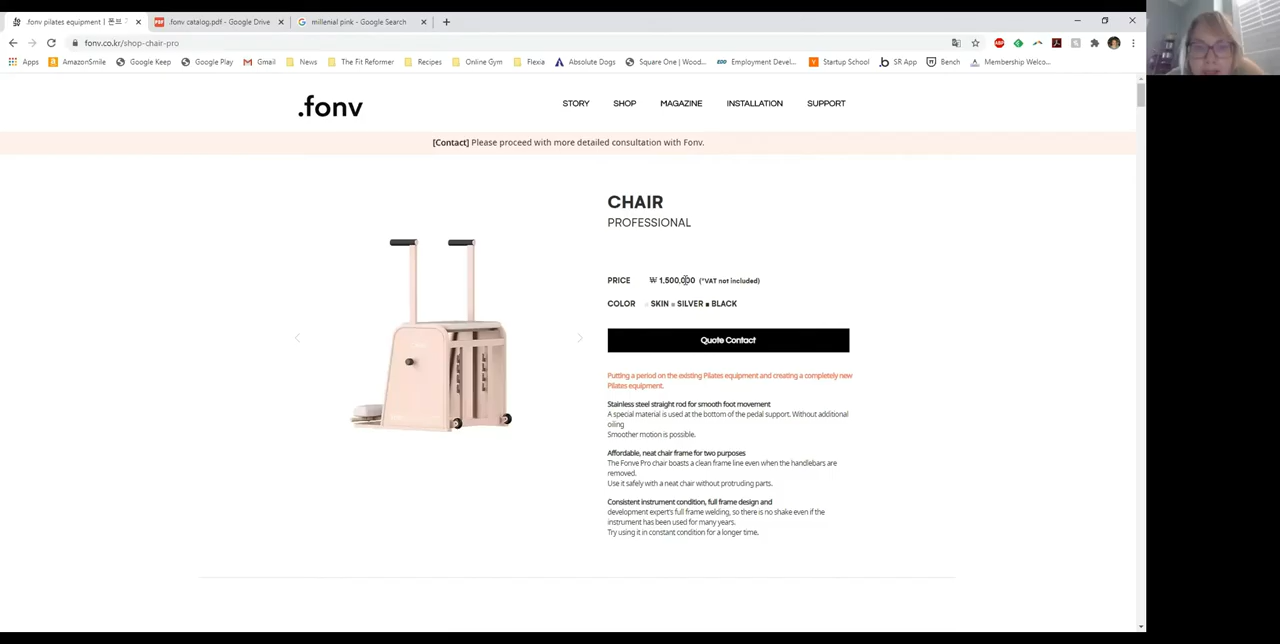 .fonv pilates equipment | 폰브
.fonv catalog.pdf - Google Drive
millenial pink - Google Search
fonv.co.kr/shop-chair-pro
Apps AmazonSmile Google Keep Google Play Gmail News The Fit Reformer Recipes Online Gym Flexia Absolute Dogs Square One | Wood... Employment Devel... Startup School SR App Bench Membership Welco...
.fonv
STORY SHOP MAGAZINE INSTALLATION SUPPORT
[Contact] Please proceed with more detailed consultation with Fonv.
CHAIR
PROFESSIONAL
PRICE ₩ 1,500,000 (*VAT not included)
COLOR SKIN SILVER BLACK
Quote Contact
Putting a period on the existing Pilates equipment and creating a completely new
Pilates equipment.
Stainless steel straight rod for smooth foot movement
A special material is used at the bottom of the pedal support. Without additional
oiling
Smoother motion is possible.
Affordable, neat chair frame for two purposes
The Fonve Pro chair boasts a clean frame line even when the handlebars are
removed.
Use it safely with a neat chair without protruding parts.
Consistent instrument condition, full frame design and
development expert's full frame welding, so there is no shake even if the
instrument has been used for many years.
Try using it in constant condition for a longer time.